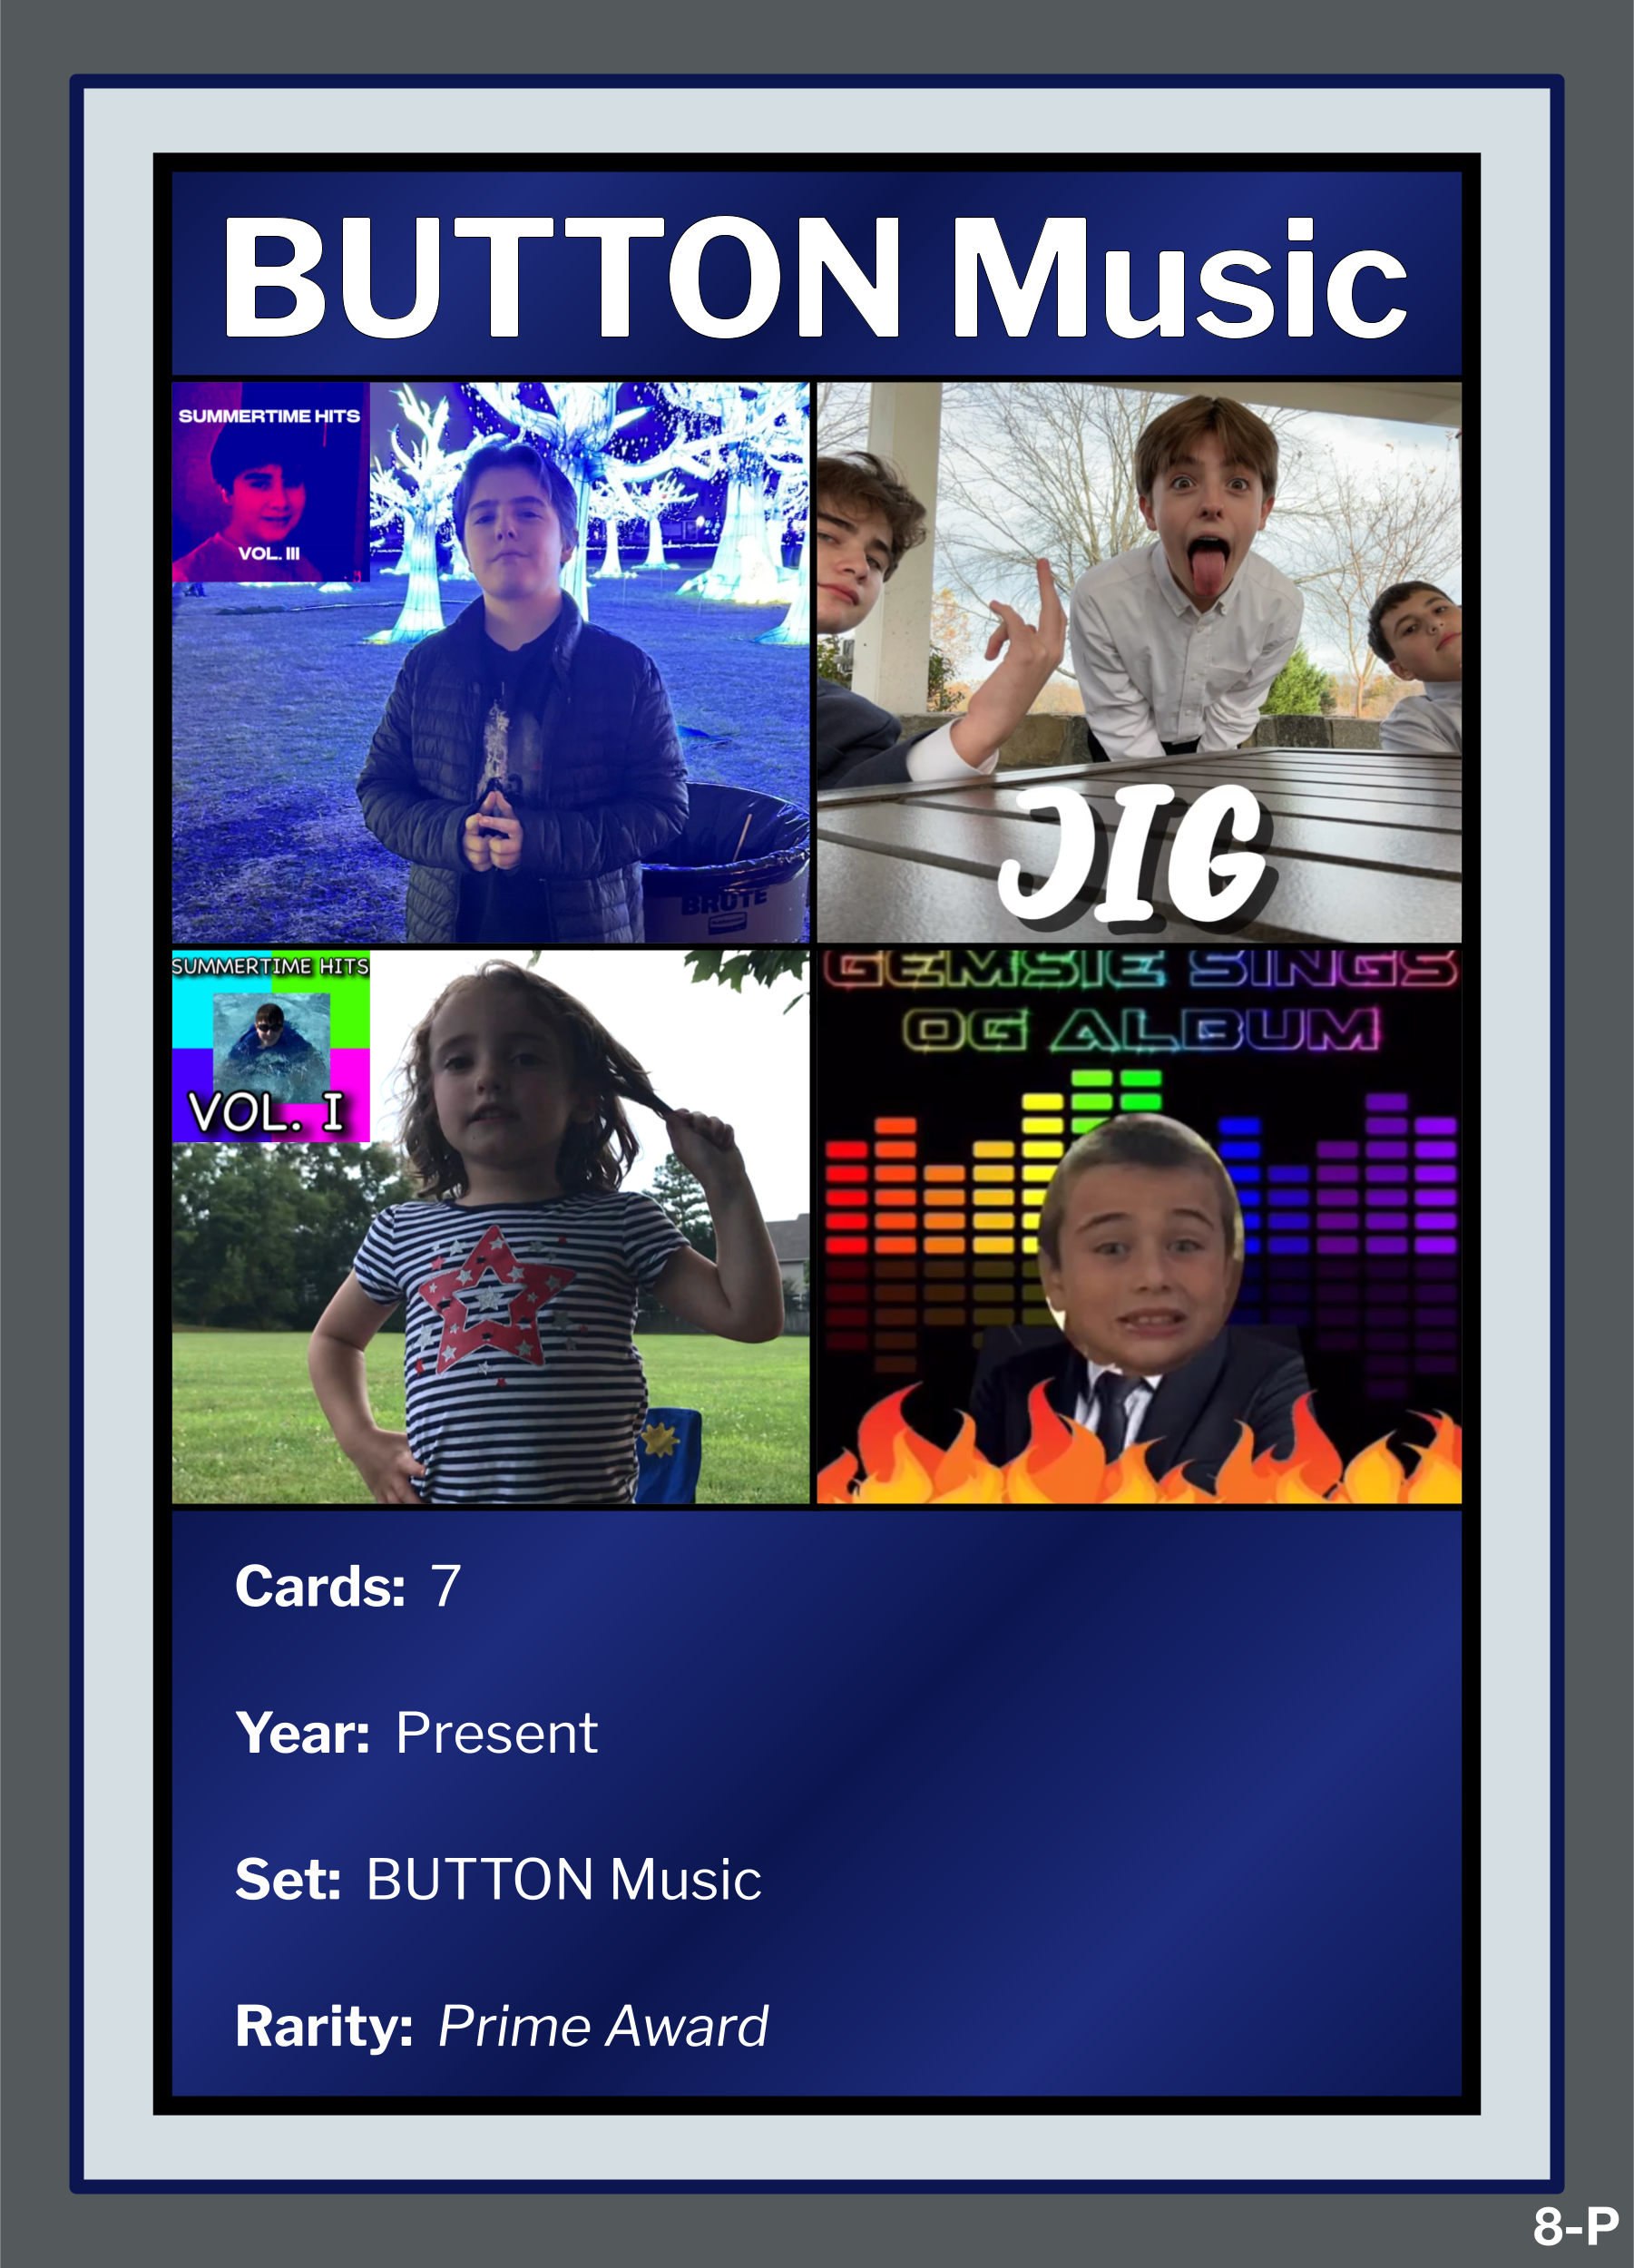 BUTTON Music
SUMMERTIME HITS
VOL. III
BRUTE
JIG
SUMMERTIME HITS
VOL. I
GEMSIE SINGS
OG ALBUM
Cards: 7
Year: Present
Set: BUTTON Music
Rarity: Prime Award
8-P